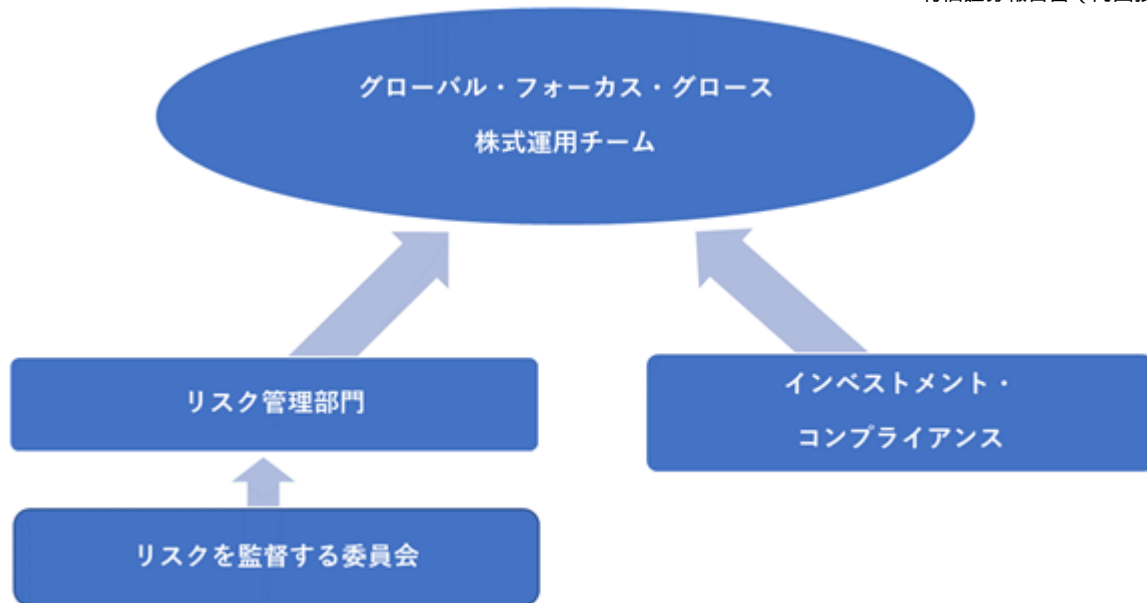 グローバル・フォーカス・グロース
株式運用チーム
リスク管理部門
インベストメント・
コンプライアンス
リスクを監督する委員会